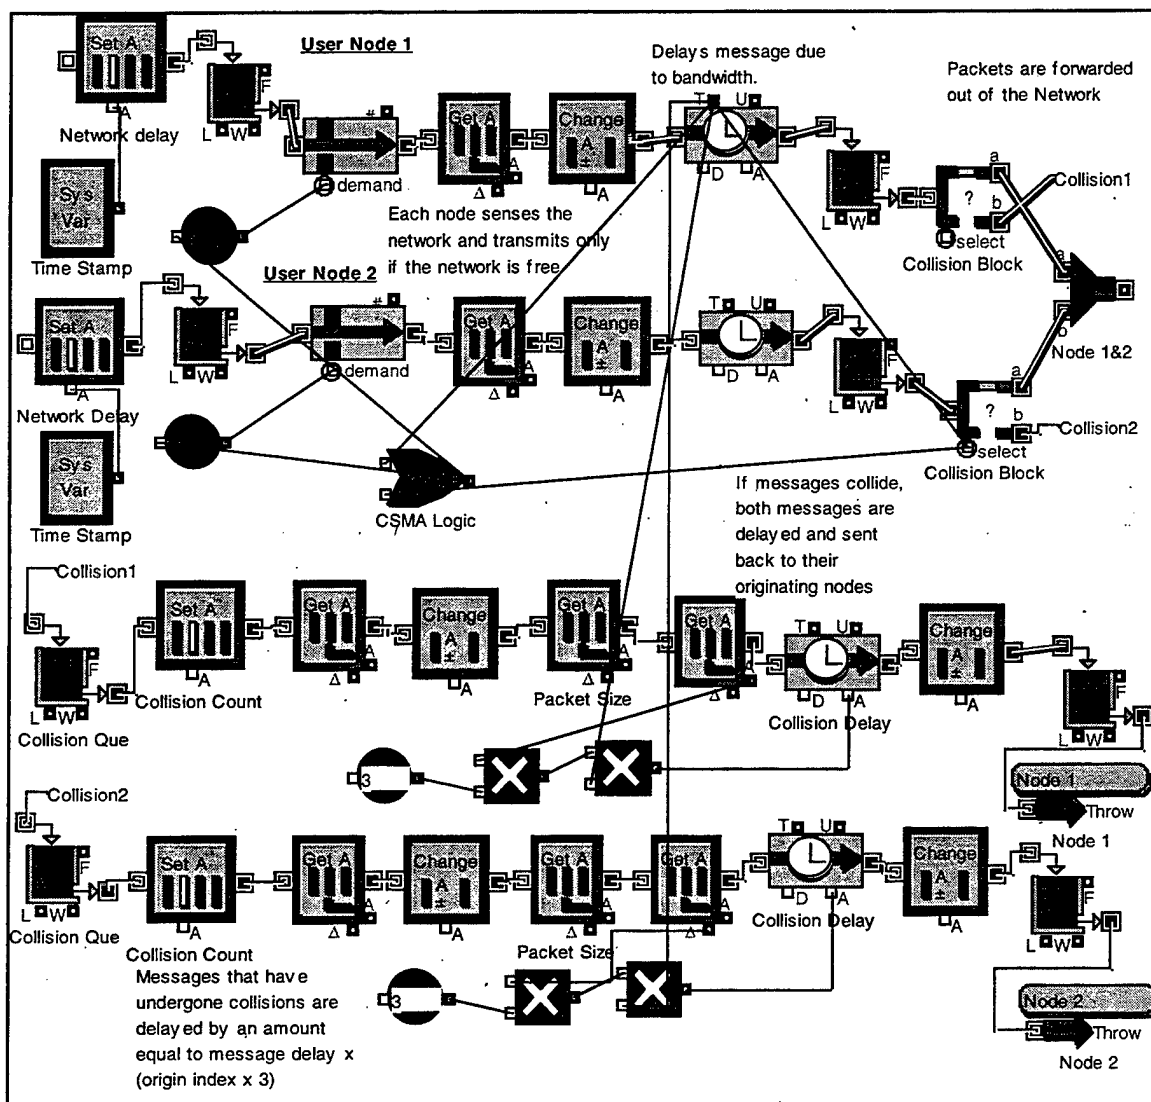 Set A
A
Network delay
F
L W
User Node 1
#
demand
Get A
A
Δ
Change
A
±
A
Delays message due
to bandwidth.
T U
D A
Packets are forwarded
out of the Network
F
L W
a
?
b
Collision1
select
Collision Block
Sys
Var
Time Stamp
Each node senses the
network and transmits only
if the network is free
User Node 2
Set A
A
Network Delay
F
L W
#
demand
Get A
A
Δ
Change
A
±
A
T U
D A
F
L W
a
b
Node 1&2
a
?
b
Collision2
select
Collision Block
Sys
Var
Time Stamp
CSMA Logic
If messages collide,
both messages are
delayed and sent
back to their
originating nodes
Collision1
F
L W
Collision Que
Set A
A
Collision Count
Get A
A
Δ
Change
A
±
A
Get A
A
Δ
Packet Size
Get A
A
Δ
T U
D A
Collision Delay
Change
A
±
A
F
L W
3
Node 1
Throw
Node 1
Collision2
F
L W
Collision Que
Set A
A
Collision Count
Get A
A
Δ
Change
A
±
A
Get A
A
Δ
Packet Size
Get A
A
Δ
T U
D A
Collision Delay
Change
A
±
A
F
L W
3
Node 2
Throw
Node 2
Messages that have
undergone collisions are
delayed by an amount
equal to message delay x
(origin index x 3)